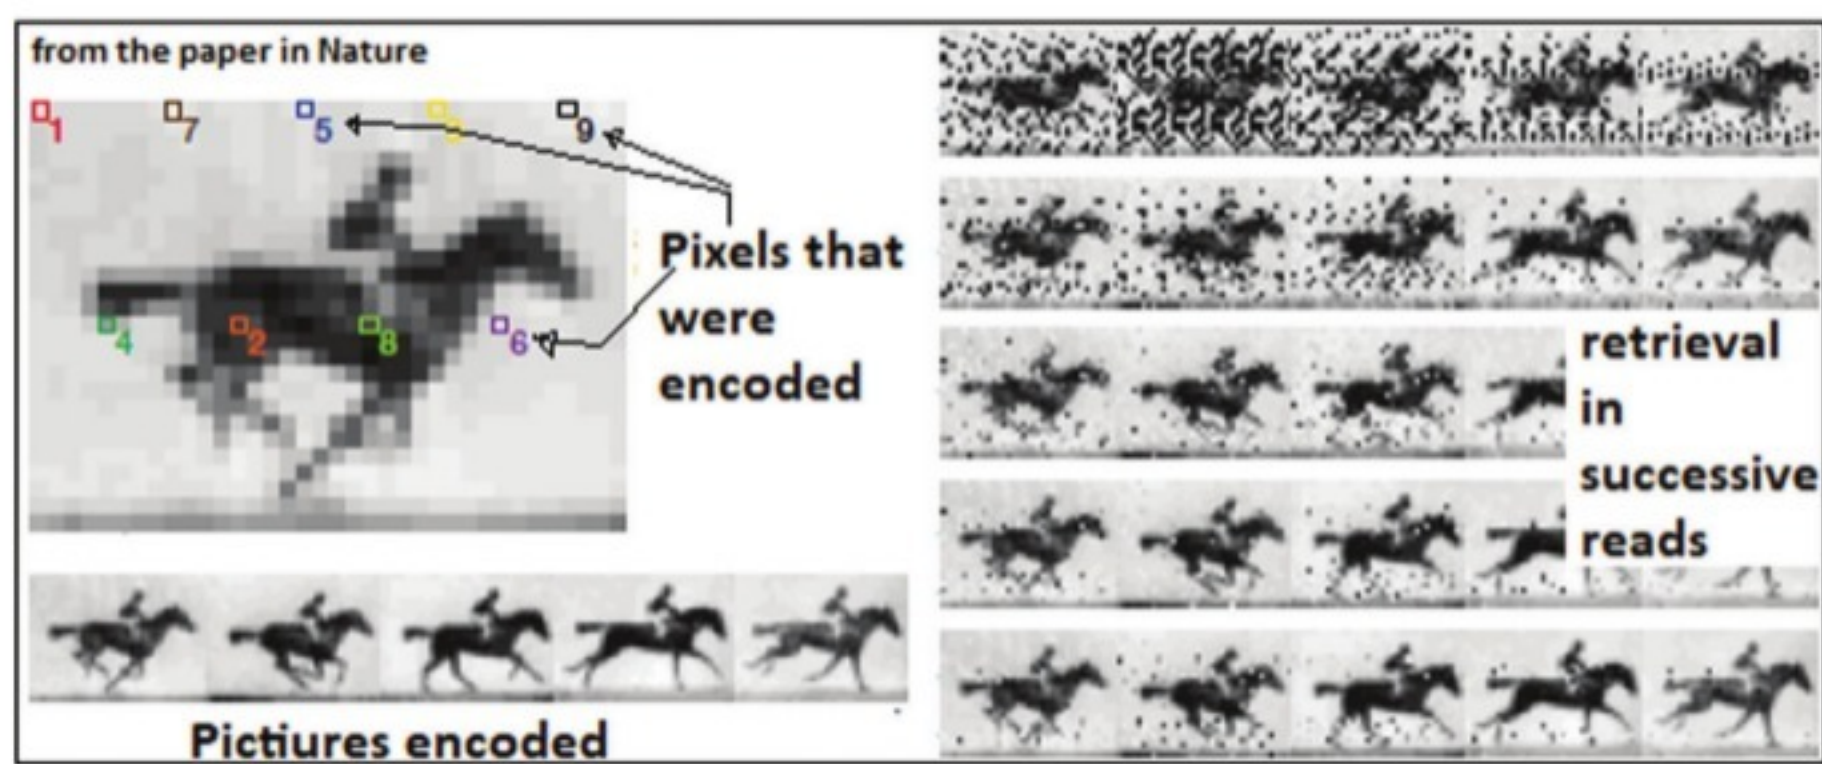 from the paper in Nature
1 7 5 3 9
4 2 8 6
Pixels that
were
encoded
Pictiures encoded
retrieval
in
successive
reads